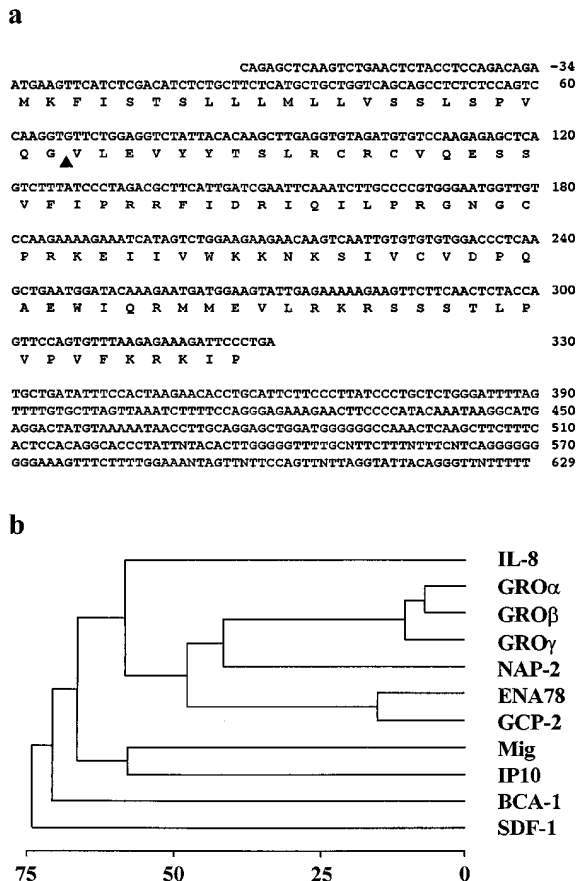 a
CAGAGCTCAAGTCTGAACTCTACCTCCAGACAGA -34
ATGAAGTTCATCTCGACATCTCTGCTTCTCATGCTGCTGGTCAGCAGCCTCTCTCCAGTC 60
M K F I S T S L L L M L L V S S L S P V
CAAGGTGTTCTGGAGGTCTATTACACAAGCTTGAGGTGTAGATGTGTCCAAGAGAGCTCA 120
Q G V L E V Y Y T S L R C R C V Q E S S
GTCTTTATCCCTAGACGCTTCATTGATCGAATTCAAATCTTGCCCCGTGGGAATGGTTGT 180
V F I P R R F I D R I Q I L P R G N G C
CCAAGAAAAGAAATCATAGTCTGGAAGAAGAACAAGTCAATTGTGTGTGTGGACCCTCAA 240
P R K E I I V W K K N K S I V C V D P Q
GCTGAATGGATACAAAGAATGATGGAAGTATTGAGAAAAAGAAGTTCTTCAACTCTACCA 300
A E W I Q R M M E V L R K R S S S T L P
GTTCCAGTGTTTAAGAGAAAGATTCCCTGA 330
V P V F K R K I P
TGCTGATATTTCCACTAAGAACACCTGCATTCTTCCCTTATCCCTGCTCTGGGATTTTAG 390
TTTTGTGCTTAGTTAAATCTTTTCCAGGGAGAAAGAACTTCCCCATACAAATAAGGCATG 450
AGGACTATGTAAAAATAACCTTGCAGGAGCTGGATGGGGGGCCAAACTCAAGCTTCTTTC 510
ACTCCACAGGCACCCTATTNTACACTTGGGGGTTTTGCNTTCTTTNTTTCNTCAGGGGGG 570
GGGAAAGTTTCTTTTGGAAANTAGTTNTTCCAGTTNTTAGGTATTACAGGGTTNTTTTT 629
b
IL-8
GROα
GROβ
GROγ
NAP-2
ENA78
GCP-2
Mig
IP10
BCA-1
SDF-1
75 50 25 0